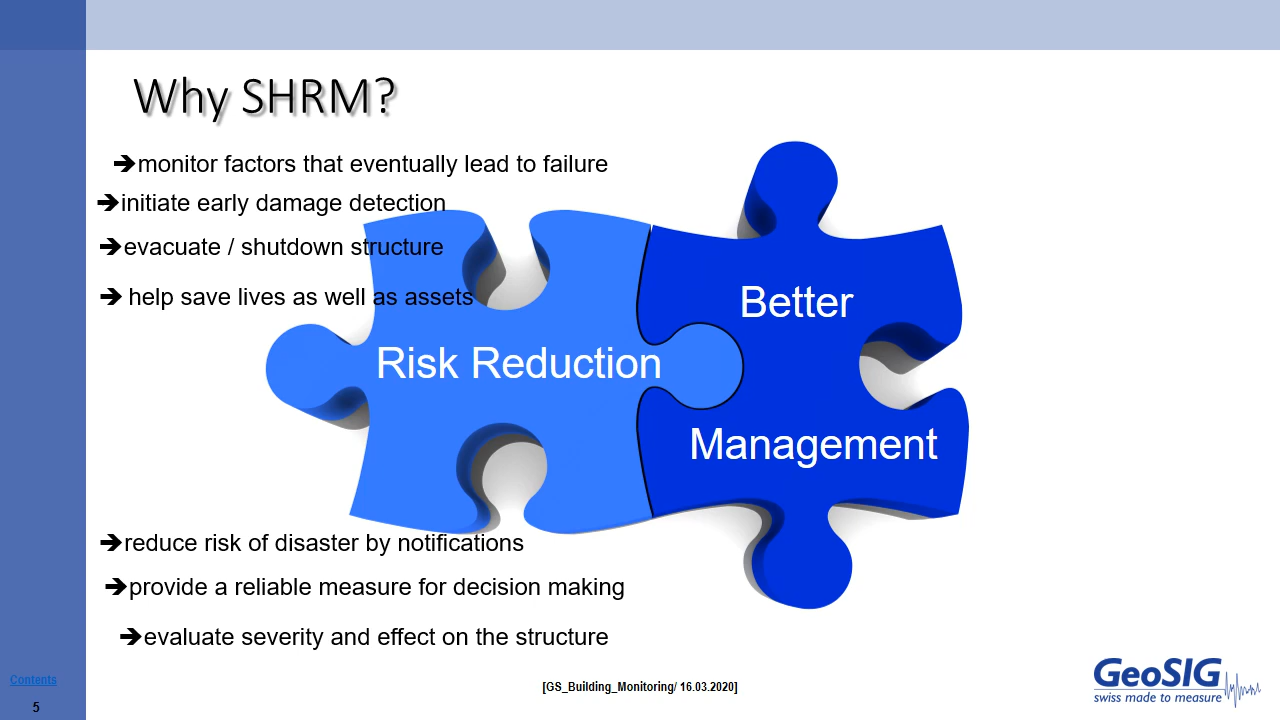 Why SHRM?
➔monitor factors that eventually lead to failure
➔initiate early damage detection
➔evacuate / shutdown structure
➔ help save lives as well as assets
Better
Risk Reduction
Management
➔reduce risk of disaster by notifications
➔provide a reliable measure for decision making
➔evaluate severity and effect on the structure
Contents
5
[GS_Building_Monitoring/ 16.03.2020]
GeoSIG
swiss made to measure